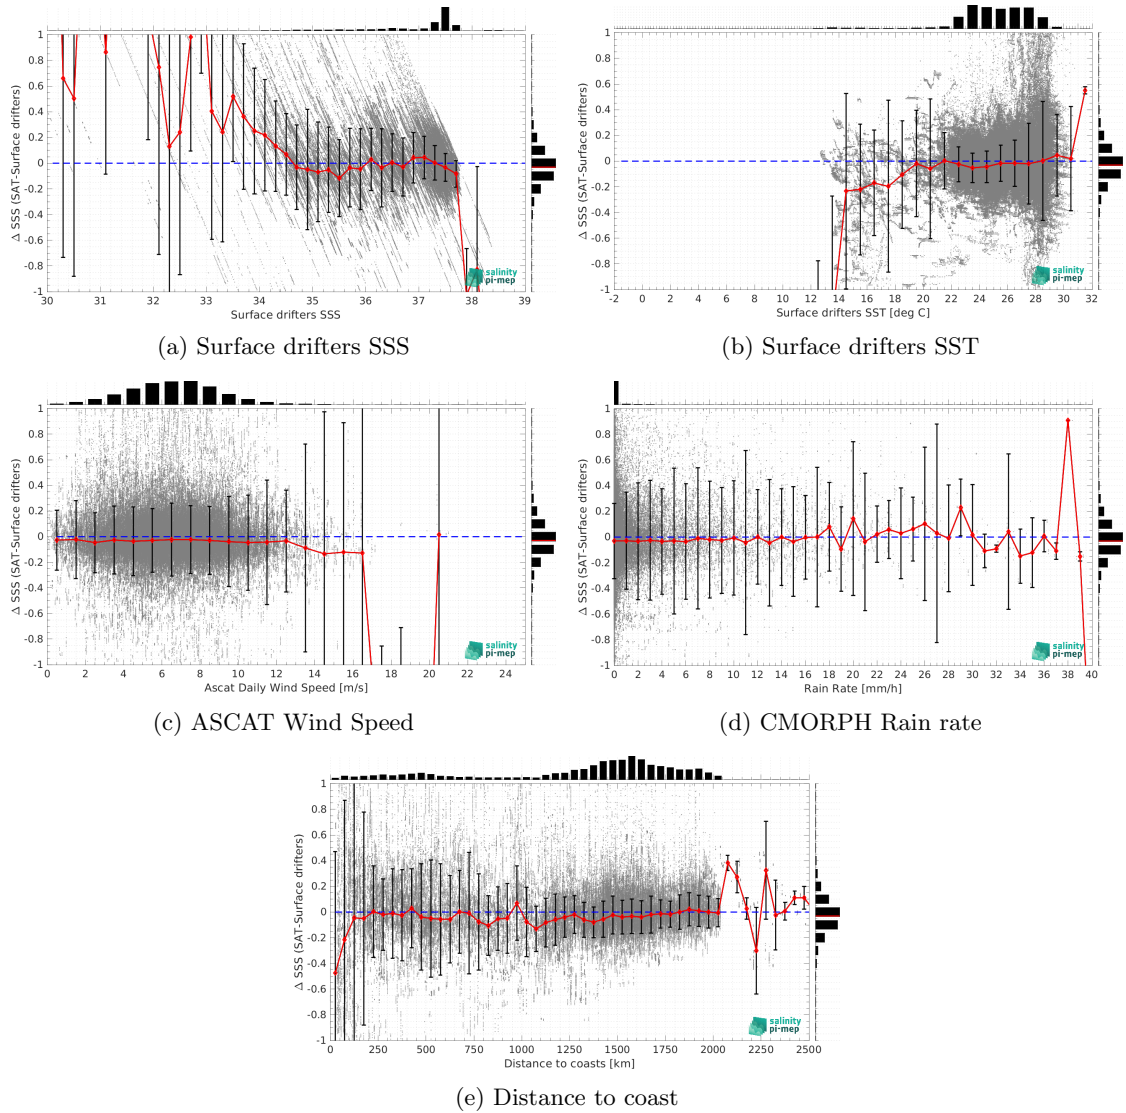 1
0.8
0.6
0.4
0.2
0
-0.2
-0.4
-0.6
-0.8
-1
Δ SSS (SAT-Surface drifters)
30 31 32 33 34 35 36 37 38 39
Surface drifters SSS
salinity
pi-mep
(a) Surface drifters SSS
1
0.8
0.6
0.4
0.2
0
-0.2
-0.4
-0.6
-0.8
-1
Δ SSS (SAT-Surface drifters)
-2 0 2 4 6 8 10 12 14 16 18 20 22 24 26 28 30 32
Surface drifters SST [deg C]
salinity
pi-mep
(b) Surface drifters SST
1
0.8
0.6
0.4
0.2
0
-0.2
-0.4
-0.6
-0.8
-1
Δ SSS (SAT-Surface drifters)
0 2 4 6 8 10 12 14 16 18 20 22 24
Ascat Daily Wind Speed [m/s]
salinity
pi-mep
(c) ASCAT Wind Speed
1
0.8
0.6
0.4
0.2
0
-0.2
-0.4
-0.6
-0.8
-1
Δ SSS (SAT-Surface drifters)
0 2 4 6 8 10 12 14 16 18 20 22 24 26 28 30 32 34 36 38 40
Rain Rate [mm/h]
salinity
pi-mep
(d) CMORPH Rain rate
1
0.8
0.6
0.4
0.2
0
-0.2
-0.4
-0.6
-0.8
-1
Δ SSS (SAT-Surface drifters)
0 250 500 750 1000 1250 1500 1750 2000 2250 2500
Distance to coasts [km]
salinity
pi-mep
(e) Distance to coast